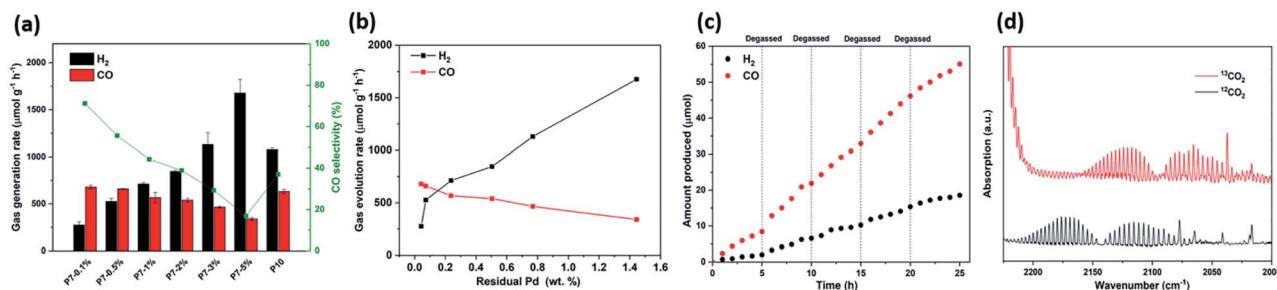 (a)
H2
CO
Gas generation rate (μmol g⁻¹ h⁻¹)
2000
1750
1500
1250
1000
750
500
250
0
CO selectivity (%)
100
80
60
40
20
0
P7-0.1%
P7-0.5%
P7-1%
P7-2%
P7-3%
P7-5%
P10
(b)
H2
CO
Gas evolution rate (μmol g⁻¹ h⁻¹)
2000
1500
1000
500
0
0.0 0.2 0.4 0.6 0.8 1.0 1.2 1.4 1.6
Residual Pd (wt. %)
(c)
Degassed Degassed Degassed Degassed
H2
CO
Amount produced (μmol)
60
50
40
30
20
10
0
0 5 10 15 20 25
Time (h)
(d)
¹³CO2
¹²CO2
Absorption (a.u.)
2200 2150 2100 2050 200
Wavenumber (cm⁻¹)